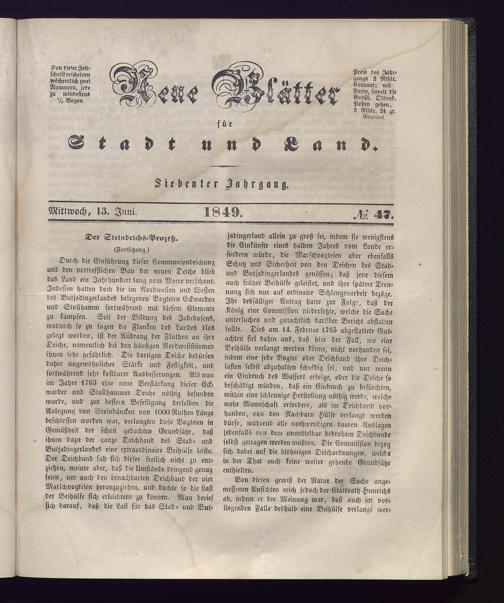 Von dieser Zeit-
schrift erscheinen
wöchentlich zwei
Nummern, jede
zu mindestens
½ Bogen.
Preis des Jahr-
gangs 2 Rthlr.
Courant; mit
Porto, soweit die
Großh. Oldenb.
Posten gehen,
2 Rthlr. 24 gr.
Courant.
Neue Blätter
für
Stadt und Land.
Siebenter Jahrgang.
Mittwoch, 13. Juni. 1849. № 47.
Der Steindeichs-Prozeß.
(Fortsetzung.)
Durch die Einführung dieser Communiondeichung
und den vortrefflichen Bau der neuen Deiche blieb
das Land ein Jahrhundert lang vom Meere verschont.
Indessen hatten doch die im Nordwesten und Westen
des Butjadingerlandes belegenen Vogteien Eckwarden
und Stollhamm fortwährend mit diesem Elemente
zu kämpfen. Seit der Bildung des Jadebusens,
wodurch so zu sagen die Flanken des Landes blos
gelegt worden, ist der Andrang der Fluthen an ihre
Deiche, namentlich bei den häufigen Nordweststürmen
ihnen sehr gefährlich. Die dortigen Deiche bedürfen
daher ungewöhnlicher Stärke und Festigkeit, und
fortwährend sehr kostbarer Ausbesserungen. Als nun
im Jahre 1763 eine neue Bestärkung dieser Eck-
warder und Stollhammer Deiche nöthig befunden
wurde, und zur bessern Befestigung derselben die
Anlegung von Steinbäncken von 1000 Ruthen Länge
beschlossen worden war, verlangten diese Vogteien in
Gemäßheit der schon gedachten Grundsätze, daß
ihnen dazu der ganze Deichband des Stad- und
Butjadingerlandes eine extraordinaire Beihülfe leiste.
Der Deichband sah sich dieser freilich nicht zu ent-
ziehen, meinte aber, daß die Umstände dringend genug
seien, um auch den benachbarten Deichband der vier
Marschvogteien heranzuziehen, und dachte so die Last
der Beihülfe sich erleichtern zu können. Man berief
sich darauf, daß die Last für das Stad- und But-
jadingerland allein zu groß sei, indem sie wenigstens
die Einkünfte eines halben Jahrs vom Lande er-
fordern würde, die Marschvogteien aber ebenfalls
Schutz und Sicherheit von den Deichen des Stad-
und Butjadingerlandes genössen; daß jene diesem
auch früher Beihülfe geleistet, und ihre spätere Tren-
nung sich nur auf ordinaire Schlengenarbeit bezöge.
Ihr desfallsiger Antrag hatte zur Folge, daß der
König eine Commission niedersetzte, welche die Sache
untersuchen und gutachtlich darüber Bericht abstatten
sollte. Dies am 14. Februar 1765 abgestattete Gut-
achten fiel dahin aus, daß hier der Fall, wo eine
Beihülfe verlangt werden könne, nicht vorhanden sei,
indem eine jede Vogtei oder Deichband ihre Deich-
lasten selbst abzuhalten schuldig sei, und nur wenn
ein Einbruch des Wassers erfolge, oder die Deiche so
beschädigt würden, daß ein Einbruch zu befürchten,
mithin eine schleunige Herstellung nöthig werde, welche
mehr Mannschaft erfordere, als im Deichband vor-
handen, von den Nachbarn Hülfe verlangt werden
dürfe, während alle nothwendigen baaren Auslagen
jedenfalls von dem unmittelbar bedrohten Deichbande
selbst getragen werden müßten. Die Commission bezog
sich dabei auf die bisherigen Deichordnungen, welche
in der That auch keine weiter gehende Grundsätze
enthielten.
Von diesen gewiß der Natur der Sache ange-
messenen Ansichten wich jedoch der Etatsrath Hunrichs
ab, indem er der Meinung war, daß auch im vor-
liegenden Falle deshalb eine Beihülfe verlangt wer-